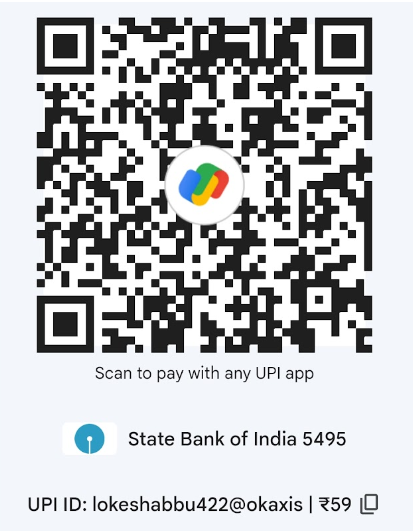 Scan to pay with any UPI app
State Bank of India 5495
UPI ID: lokeshabbu422@okaxis | ₹59